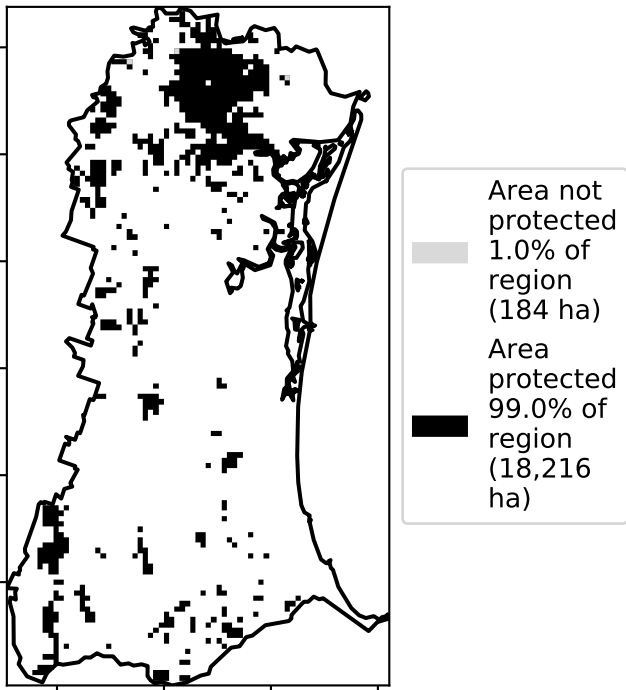 Area not
protected
1.0% of
region
(184 ha)
Area
protected
99.0% of
region
(18,216
ha)